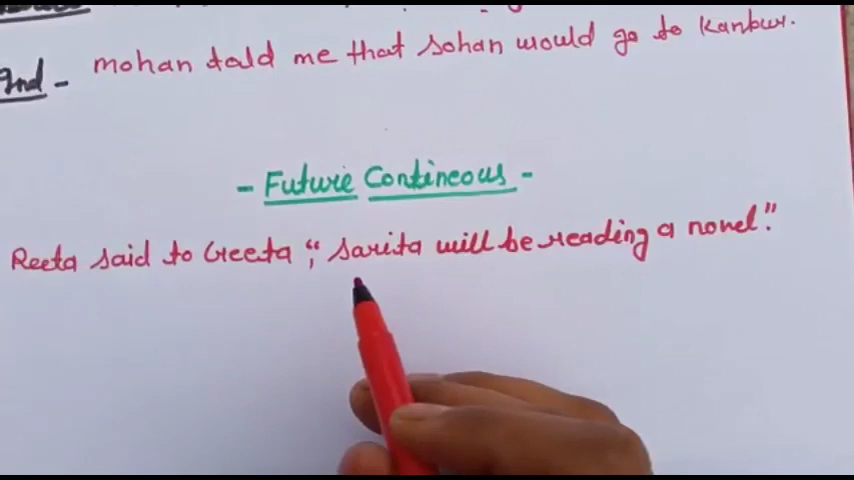 Ind - mohan told me that sohan would go to kanpur.
- Future Contineous -
Reeta said to Greeta, "sarita will be reading a novel."